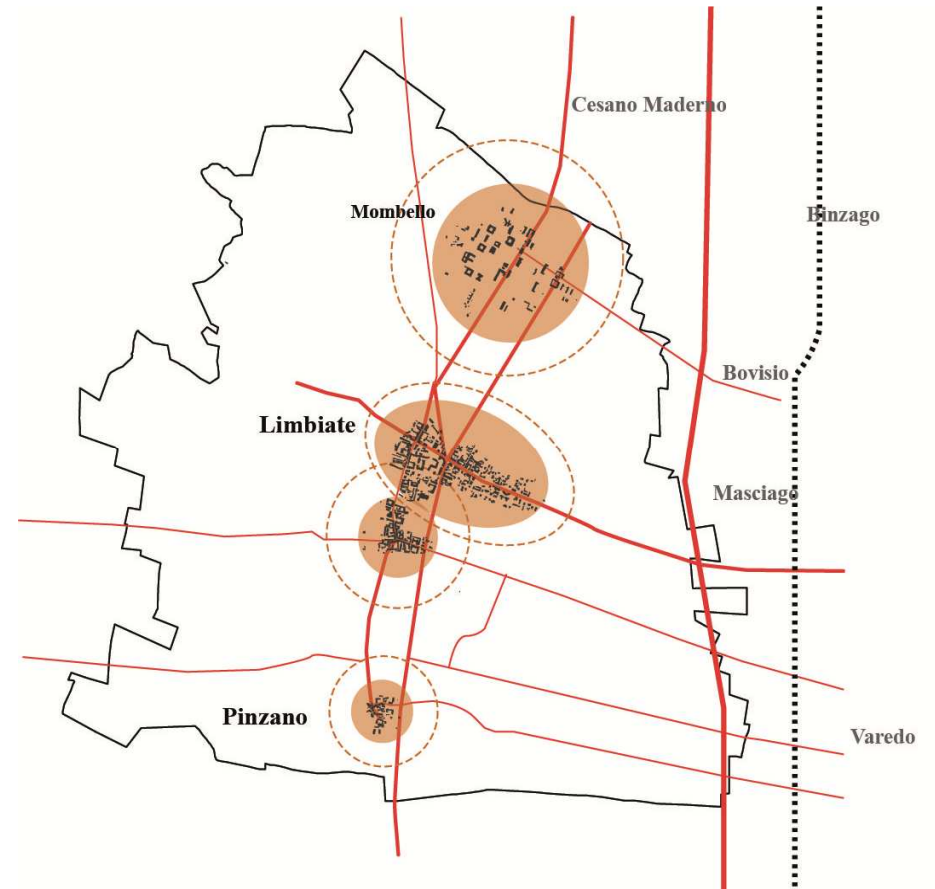 Cesano Maderno
Mombello
Binzago
Bovisio
Limbiate
Masciago
Pinzano
Varedo